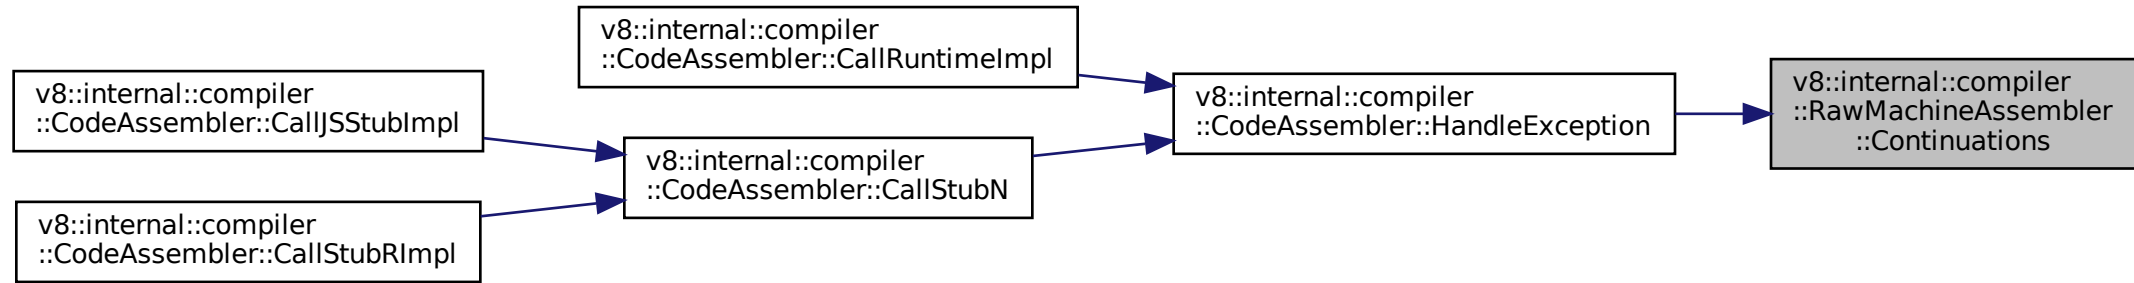 v8::internal::compiler
::CodeAssembler::CallJSStubImpl
v8::internal::compiler
::CodeAssembler::CallStubRImpl
v8::internal::compiler
::CodeAssembler::CallRuntimeImpl
v8::internal::compiler
::CodeAssembler::CallStubN
v8::internal::compiler
::CodeAssembler::HandleException
v8::internal::compiler
::RawMachineAssembler
::Continuations